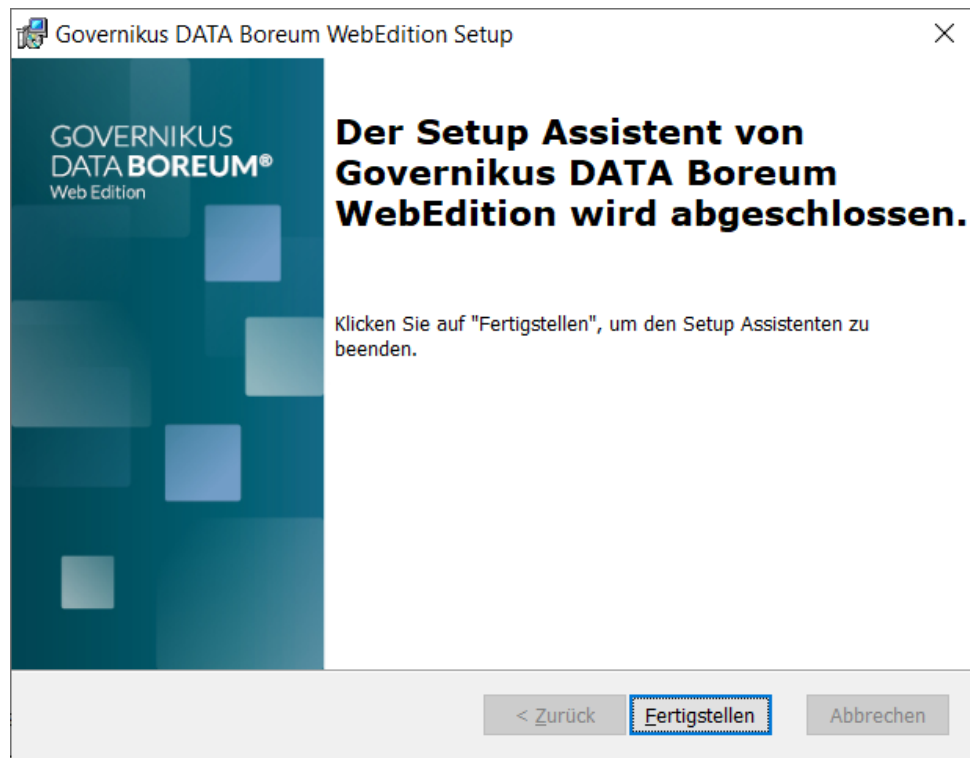 Governikus DATA Boreum WebEdition Setup
GOVERNIKUS
DATA BOREUM®
Web Edition
Der Setup Assistent von
Governikus DATA Boreum
WebEdition wird abgeschlossen.
Klicken Sie auf "Fertigstellen", um den Setup Assistenten zu
beenden.
< Zurück Fertigstellen Abbrechen